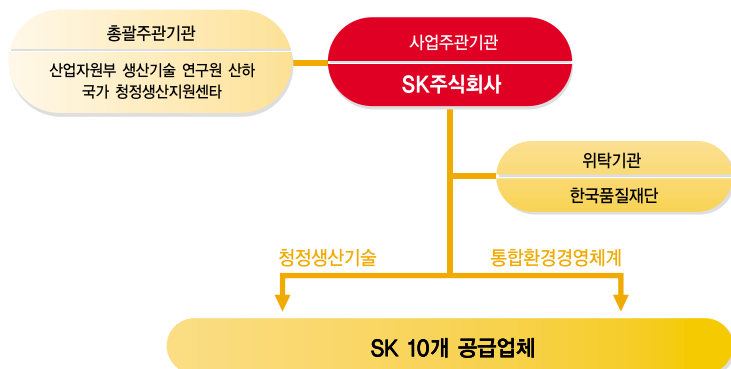 총괄주관기관
산업자원부 생산기술 연구원 산하
국가 청정생산지원센타
사업주관기관
SK주식회사
위탁기관
한국품질재단
청정생산기술
통합환경경영체계
SK 10개 공급업체